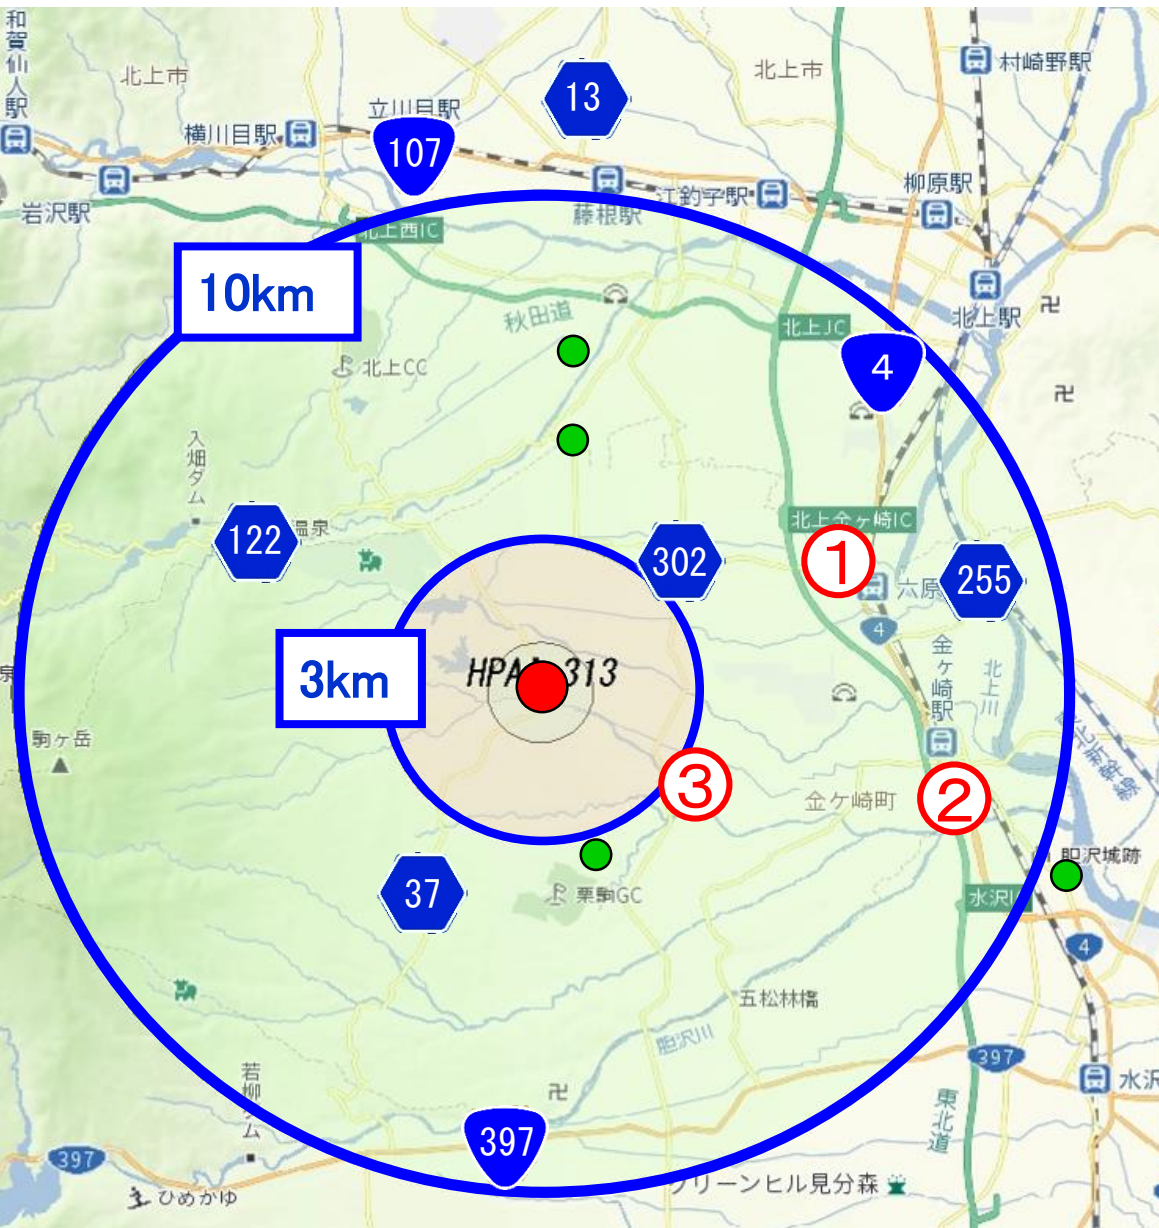 和賀仙人駅
北上市
立川目駅
13
北上市
村崎野駅
横川目駅
107
岩沢駅
江釣子駅
柳原駅
藤根駅
北上西IC
10km
秋田道
北上JC
北上駅
北上CC
4
入畑ダム
北上金ヶ崎IC
122
温泉
302
①
六原
255
4
3km
HPAI 313
金ヶ崎駅
北上川
駒ヶ岳
③
金ケ崎町
②
胆沢城跡
37
栗駒GC
水沢I
4
五松林橋
胆沢川
397
若柳ダム
水沢
東北道
397
397
ひめかゆ
グリーンヒル見分森